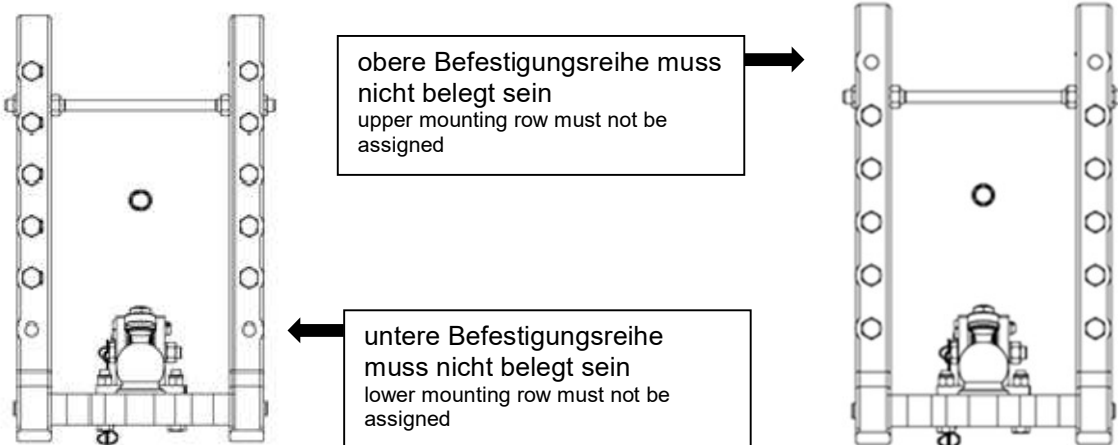 obere Befestigungsreihe muss
nicht belegt sein
upper mounting row must not be
assigned
untere Befestigungsreihe
muss nicht belegt sein
lower mounting row must not be
assigned